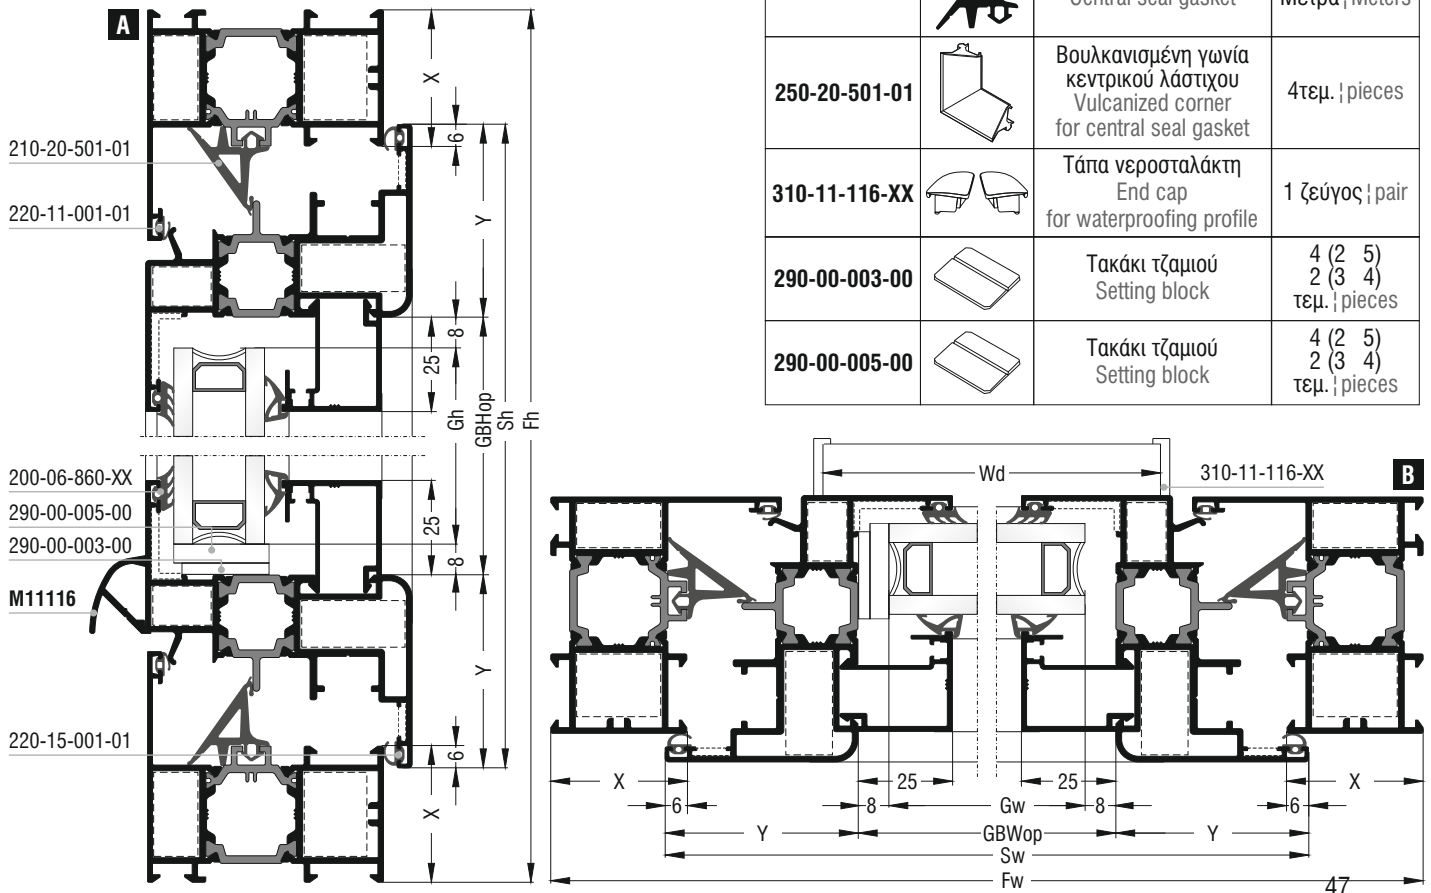 A
210-20-501-01
220-11-001-01
200-06-860-XX
290-00-005-00
290-00-003-00
M11116
220-15-001-01
X
6
Y
8
25
Gh
GBHop
Sh
Fh
25
8
Y
6
X
Central seal gasket
Μέτρα ¦ Meters
250-20-501-01
Βουλκανισμένη γωνία
κεντρικού λάστιχου
Vulcanized corner
for central seal gasket
4τεμ. ¦ pieces
310-11-116-XX
Τάπα νεροσταλάκτη
End cap
for waterproofing profile
1 ζεύγος ¦ pair
290-00-003-00
Τακάκι τζαμιού
Setting block
4 (2 5)
2 (3 4)
τεμ. ¦ pieces
290-00-005-00
Τακάκι τζαμιού
Setting block
4 (2 5)
2 (3 4)
τεμ. ¦ pieces
Wd
310-11-116-XX
B
X
25
25
X
6
8
Gw
8
6
Y
GBWop
Y
Sw
Fw
47